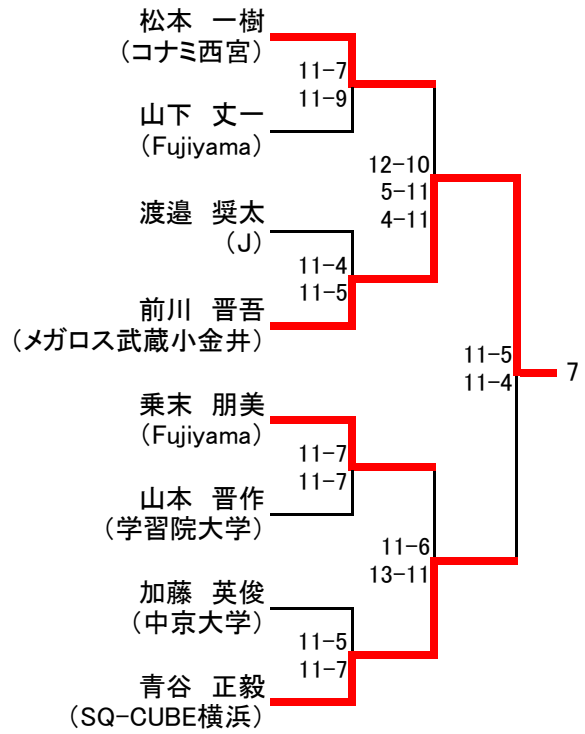 松本　一樹
（コナミ西宮）
11-7
11-9
山下　丈一
（Fujiyama）
12-10
5-11
4-11
渡邉　奨太
（J）
11-4
11-5
前川　晋吾
（メガロス武蔵小金井）
11-5
11-4
7
乗末　朋美
（Fujiyama）
11-7
11-7
山本　晋作
（学習院大学）
11-6
13-11
加藤　英俊
（中京大学）
11-5
11-7
青谷　正毅
（SQ-CUBE横浜）